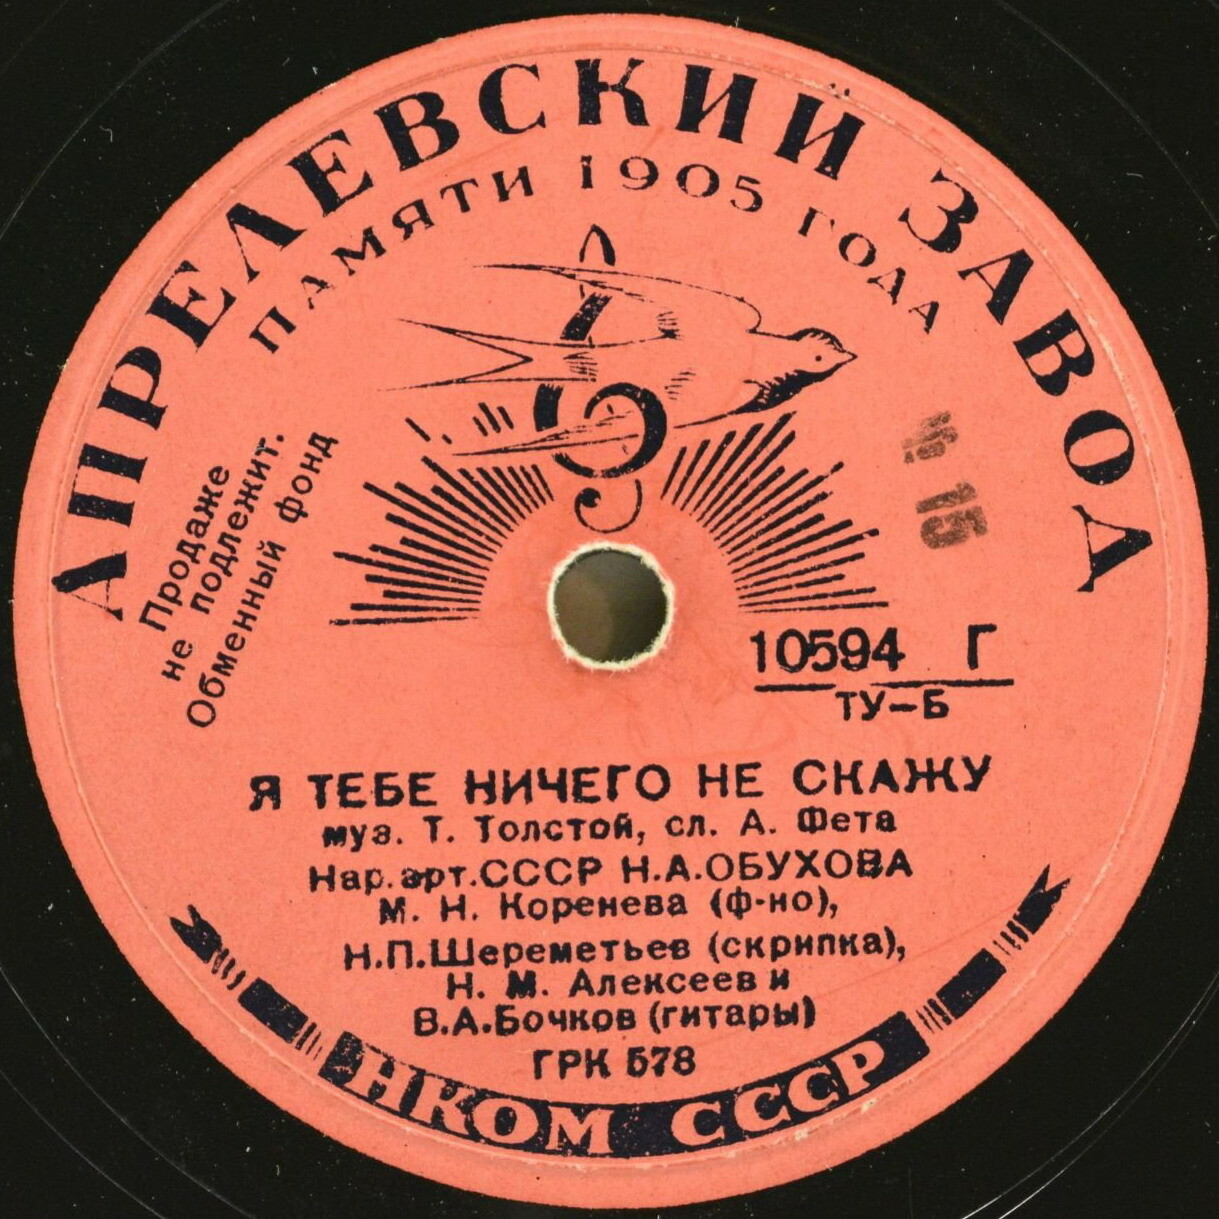 АПРЕЛЕВСКИЙ ЗАВОД
ПАМЯТИ 1905 ГОДА
Продаже
не подлежит.
Обменный фонд
15
10594 Г
ТУ-Б
Я ТЕБЕ НИЧЕГО НЕ СКАЖУ
муз. Т. Толстой, сл. А. Фета
Нар. арт. СССР Н.А.ОБУХОВА
М. Н. Коренева (ф-но),
Н.П.Шереметьев (скрипка),
Н. М. Алексеев и
В.А.Бочков (гитары)
ГРК 578
НКОМ СССР